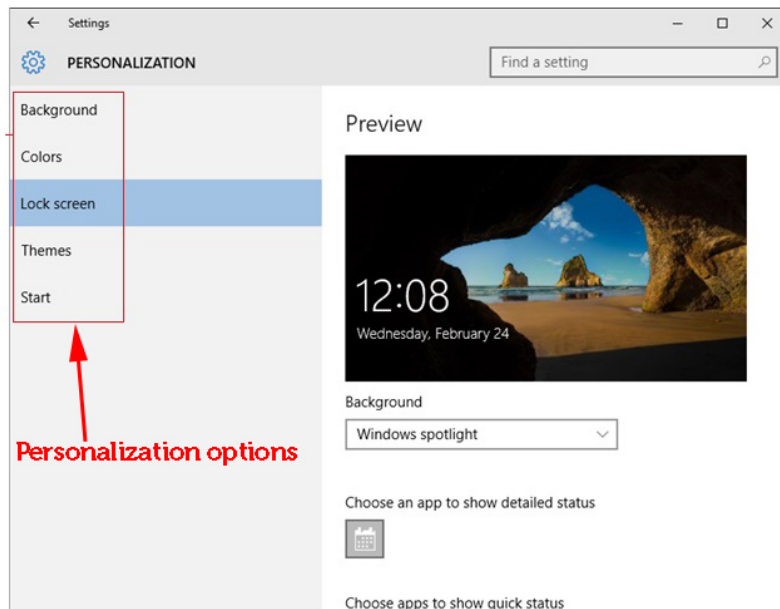 Settings
PERSONALIZATION
Find a setting
Background
Colors
Lock screen
Themes
Start
Personalization options
Preview
12:08
Wednesday, February 24
Background
Windows spotlight
Choose an app to show detailed status
Choose apps to show quick status